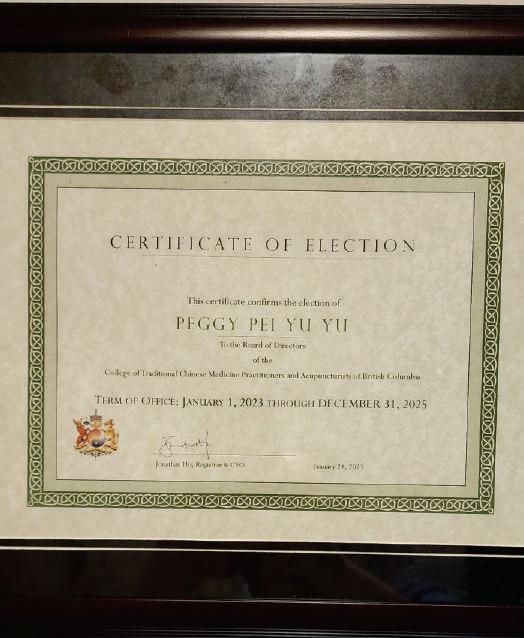 CERTIFICATE OF ELECTION
This certificate confirms the election of
PEGGY PEI YU YU
To the Board of Directors
of the
College of Traditional Chinese Medicine Practitioners and Acupuncturists of British Columbia
TERM OF OFFICE: JANUARY 1, 2023 THROUGH DECEMBER 31, 2025
Jonathan Ho, Registrar & CEO
January 28, 2023